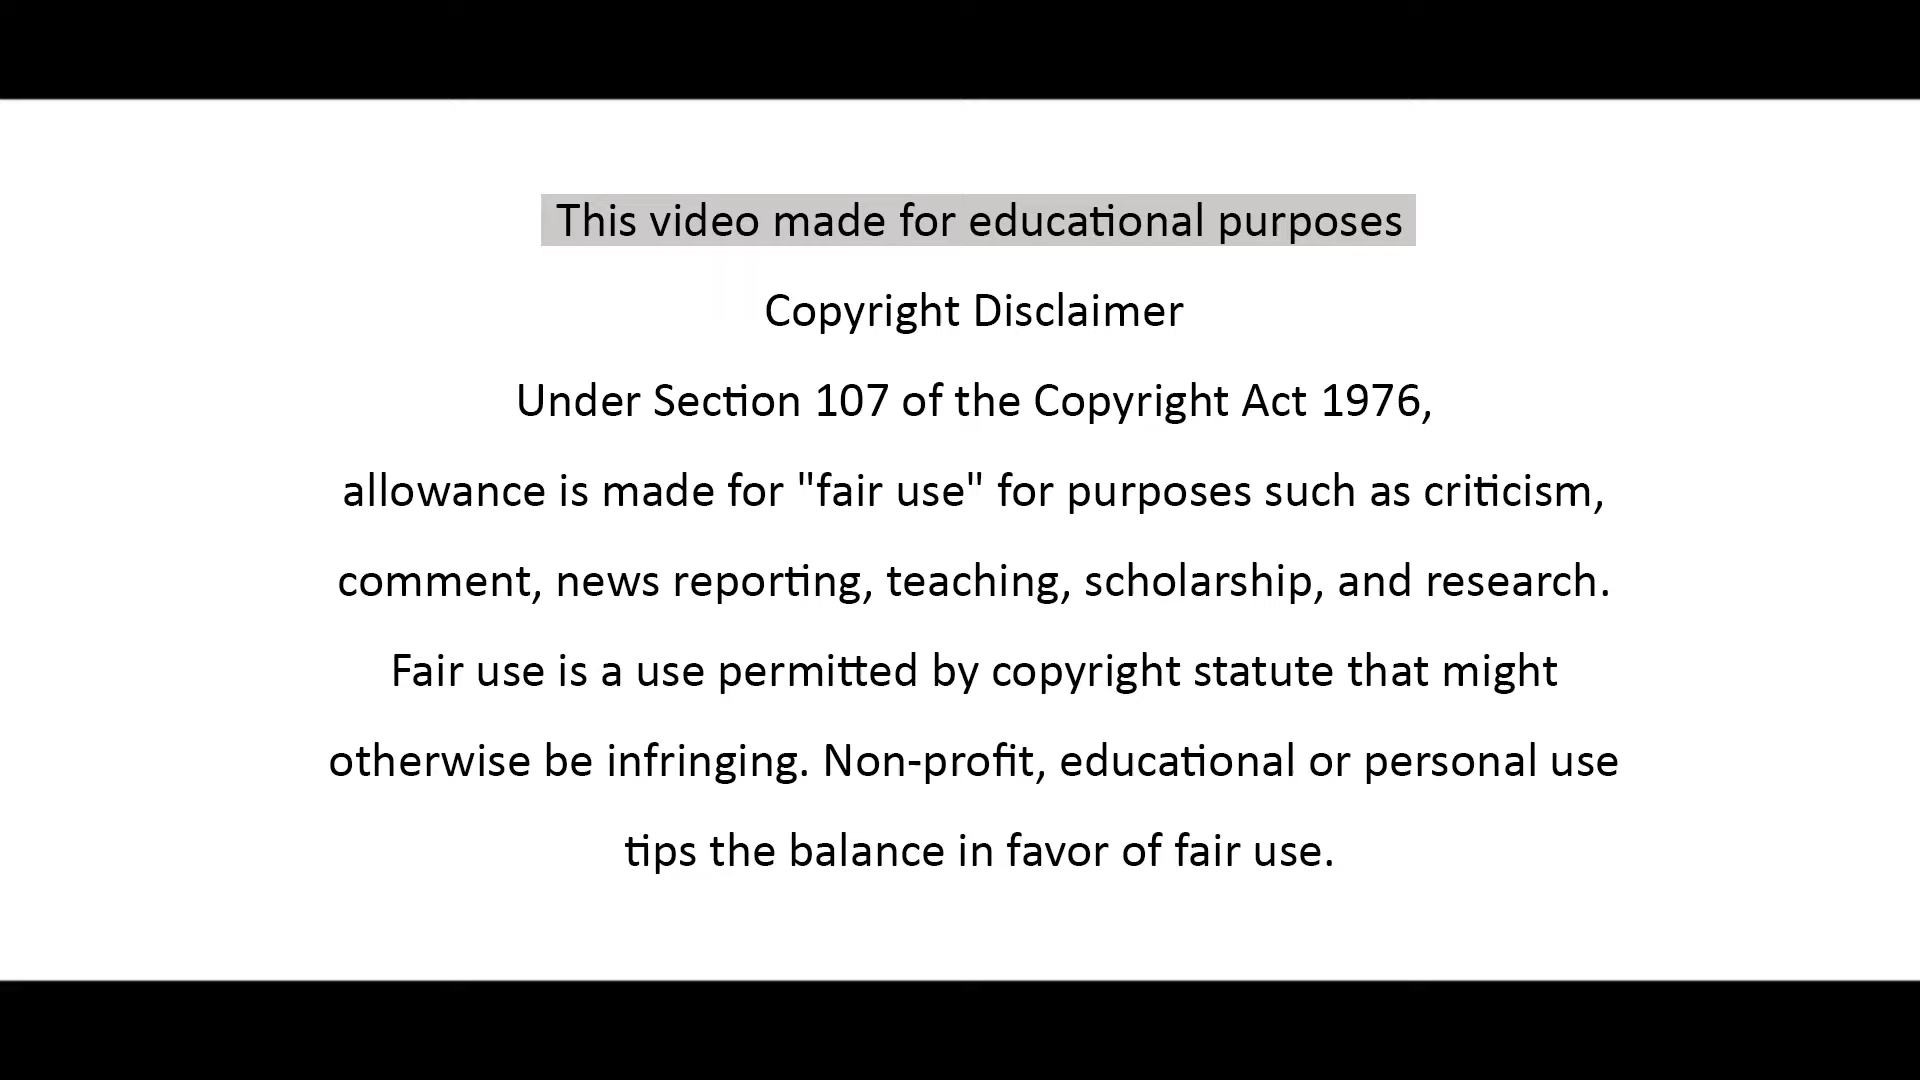 This video made for educational purposes
Copyright Disclaimer
Under Section 107 of the Copyright Act 1976,
allowance is made for "fair use" for purposes such as criticism,
comment, news reporting, teaching, scholarship, and research.
Fair use is a use permitted by copyright statute that might
otherwise be infringing. Non-profit, educational or personal use
tips the balance in favor of fair use.